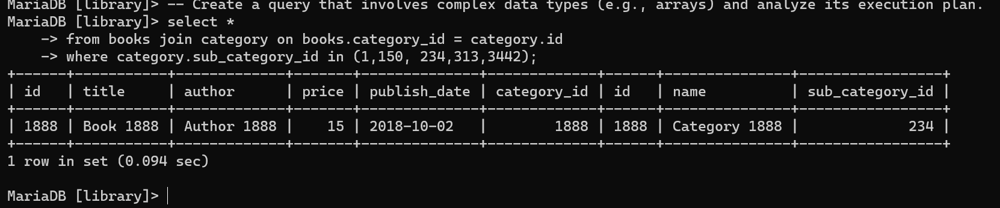 MariaDB [library]> -- Create a query that involves complex data types (e.g., arrays) and analyze its execution plan.
MariaDB [library]> select *
    -> from books join category on books.category_id = category.id
    -> where category.sub_category_id in (1,150, 234,313,3442);
+------+-----------+-------------+-------+--------------+-------------+------+---------------+-----------------+
| id   | title     | author      | price | publish_date | category_id | id   | name          | sub_category_id |
+------+-----------+-------------+-------+--------------+-------------+------+---------------+-----------------+
| 1888 | Book 1888 | Author 1888 |    15 | 2018-10-02   |        1888 | 1888 | Category 1888 |             234 |
+------+-----------+-------------+-------+--------------+-------------+------+---------------+-----------------+
1 row in set (0.094 sec)
MariaDB [library]>